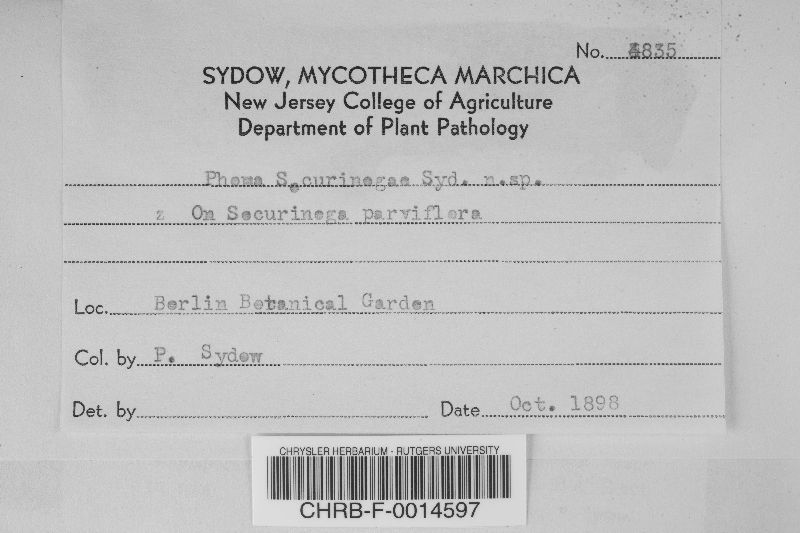 No. 4835
SYDOW, MYCOTHECA MARCHICA
New Jersey College of Agriculture
Department of Plant Pathology
Phoma Securinegae Syd. n.sp.
z On Securinega parviflora
Loc. Berlin Botanical Garden
Col. by P. Sydow
Det. by
Date Oct. 1898
CHRYSLER HERBARIUM - RUTGERS UNIVERSITY
CHRB-F-0014597